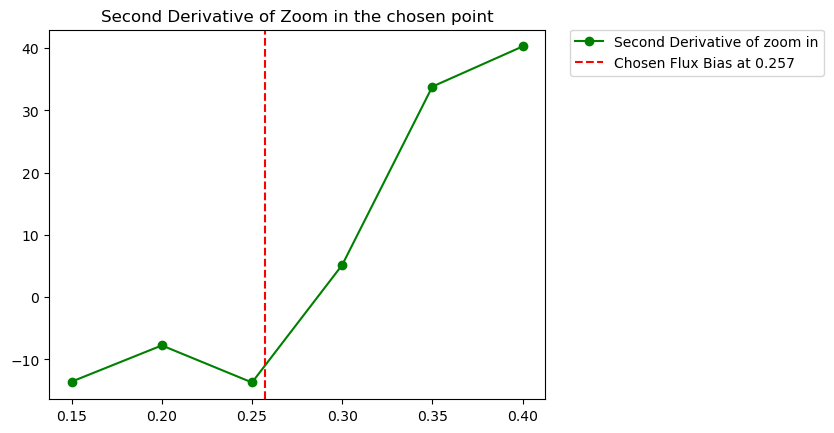 Second Derivative of Zoom in the chosen point
Second Derivative of zoom in
Chosen Flux Bias at 0.257
40
30
20
10
0
−10
0.15 0.20 0.25 0.30 0.35 0.40